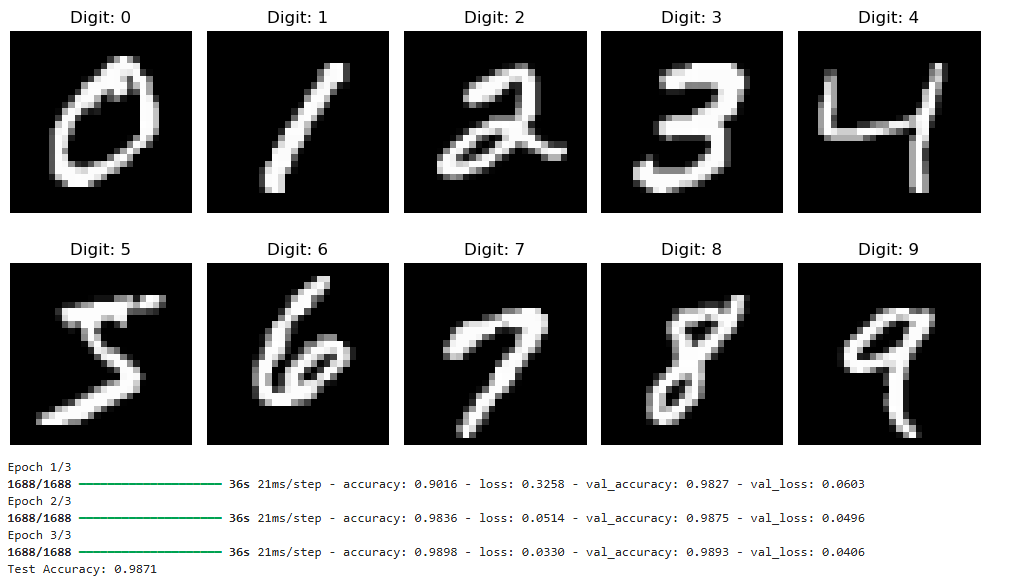 Digit: 0 Digit: 1 Digit: 2 Digit: 3 Digit: 4
0 1 2 3 4
Digit: 5 Digit: 6 Digit: 7 Digit: 8 Digit: 9
5 6 7 8 9
Epoch 1/3
1688/1688 ━━━━━━━━━━━━━━━━━━━━ 36s 21ms/step - accuracy: 0.9016 - loss: 0.3258 - val_accuracy: 0.9827 - val_loss: 0.0603
Epoch 2/3
1688/1688 ━━━━━━━━━━━━━━━━━━━━ 36s 21ms/step - accuracy: 0.9836 - loss: 0.0514 - val_accuracy: 0.9875 - val_loss: 0.0496
Epoch 3/3
1688/1688 ━━━━━━━━━━━━━━━━━━━━ 36s 21ms/step - accuracy: 0.9898 - loss: 0.0330 - val_accuracy: 0.9893 - val_loss: 0.0406
Test Accuracy: 0.9871